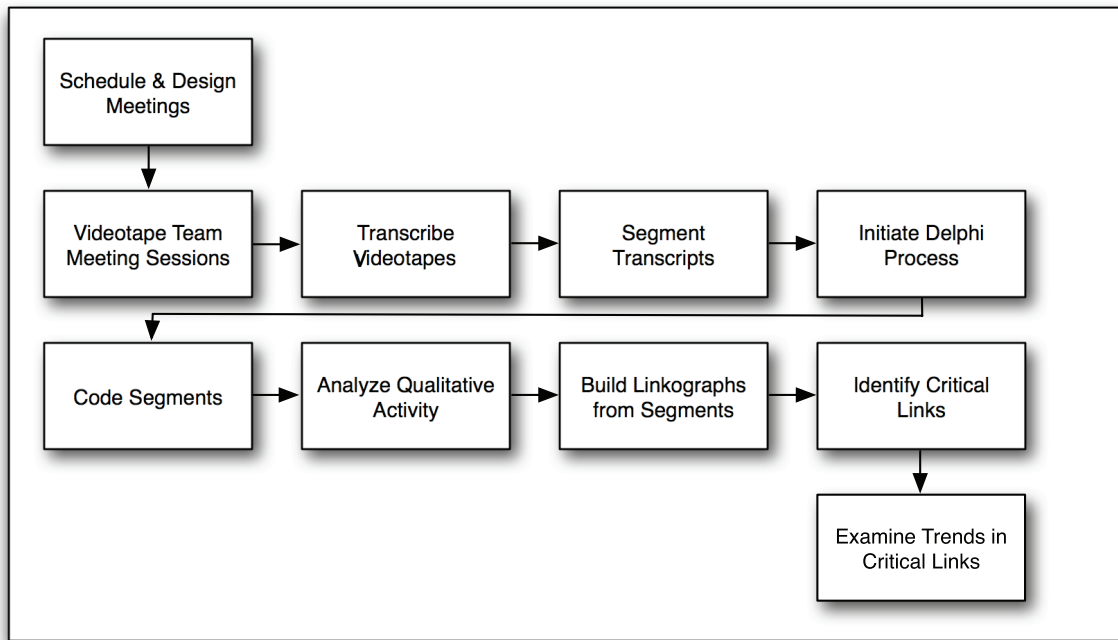 Schedule & Design
Meetings
Videotape Team
Meeting Sessions
Transcribe
Videotapes
Segment
Transcripts
Initiate Delphi
Process
Code Segments
Analyze Qualitative
Activity
Build Linkographs
from Segments
Identify Critical
Links
Examine Trends in
Critical Links